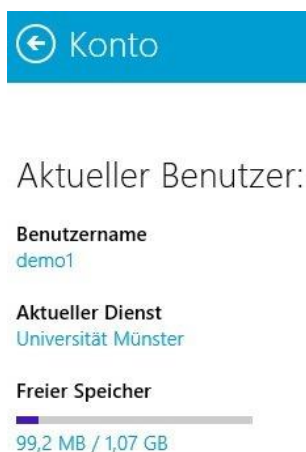 Konto
Aktueller Benutzer:
Benutzername
demo1
Aktueller Dienst
Universität Münster
Freier Speicher
99,2 MB / 1,07 GB